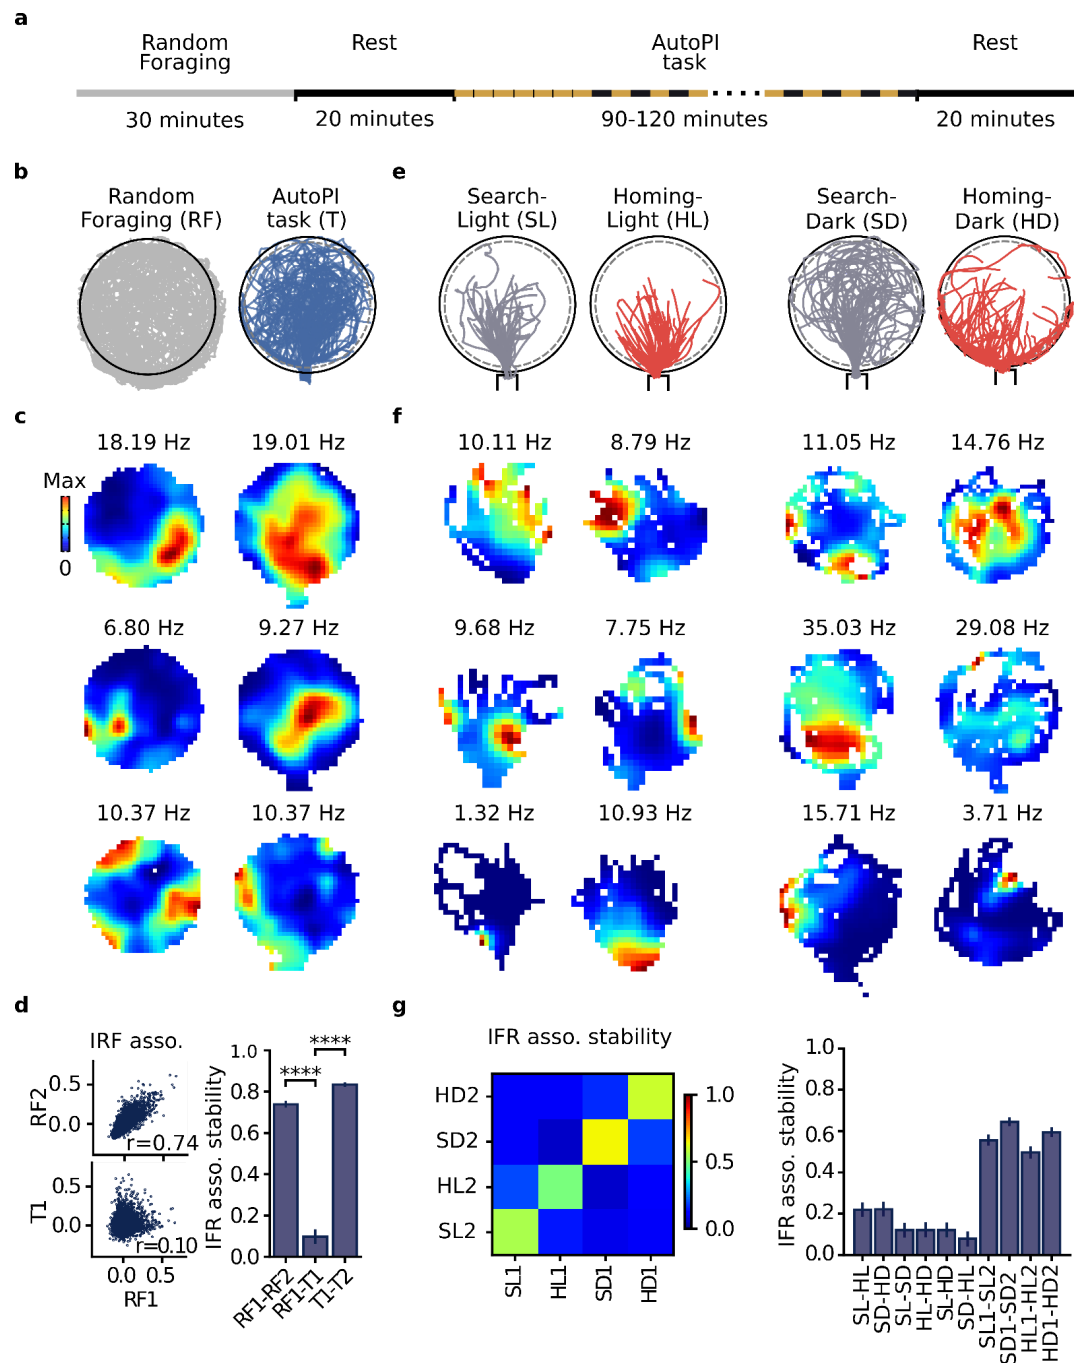 a
Random
Foraging
Rest
AutoPI
task
Rest
30 minutes
20 minutes
90-120 minutes
20 minutes
b
Random
Foraging (RF)
AutoPI
task (T)
e
Search-
Light (SL)
Homing-
Light (HL)
Search-
Dark (SD)
Homing-
Dark (HD)
c
18.19 Hz
19.01 Hz
Max
0
6.80 Hz
9.27 Hz
10.37 Hz
10.37 Hz
f
10.11 Hz
8.79 Hz
11.05 Hz
14.76 Hz
9.68 Hz
7.75 Hz
35.03 Hz
29.08 Hz
1.32 Hz
10.93 Hz
15.71 Hz
3.71 Hz
d
IRF asso.
RF2
0.5
0.0
r=0.74
T1
0.5
0.0
r=0.10
0.0 0.5
RF1
IFR asso. stability
1.0
0.8
0.6
0.4
0.2
0.0
****
****
RF1-RF2
RF1-T1
T1-T2
g
IFR asso. stability
HD2
SD2
HL2
SL2
SL1
HL1
SD1
HD1
1.0
0.5
0.0
IFR asso. stability
1.0
0.8
0.6
0.4
0.2
0.0
SL-HL
SD-HD
SL-SD
HL-HD
SL-HD
SD-HL
SL1-SL2
SD1-SD2
HL1-HL2
HD1-HD2